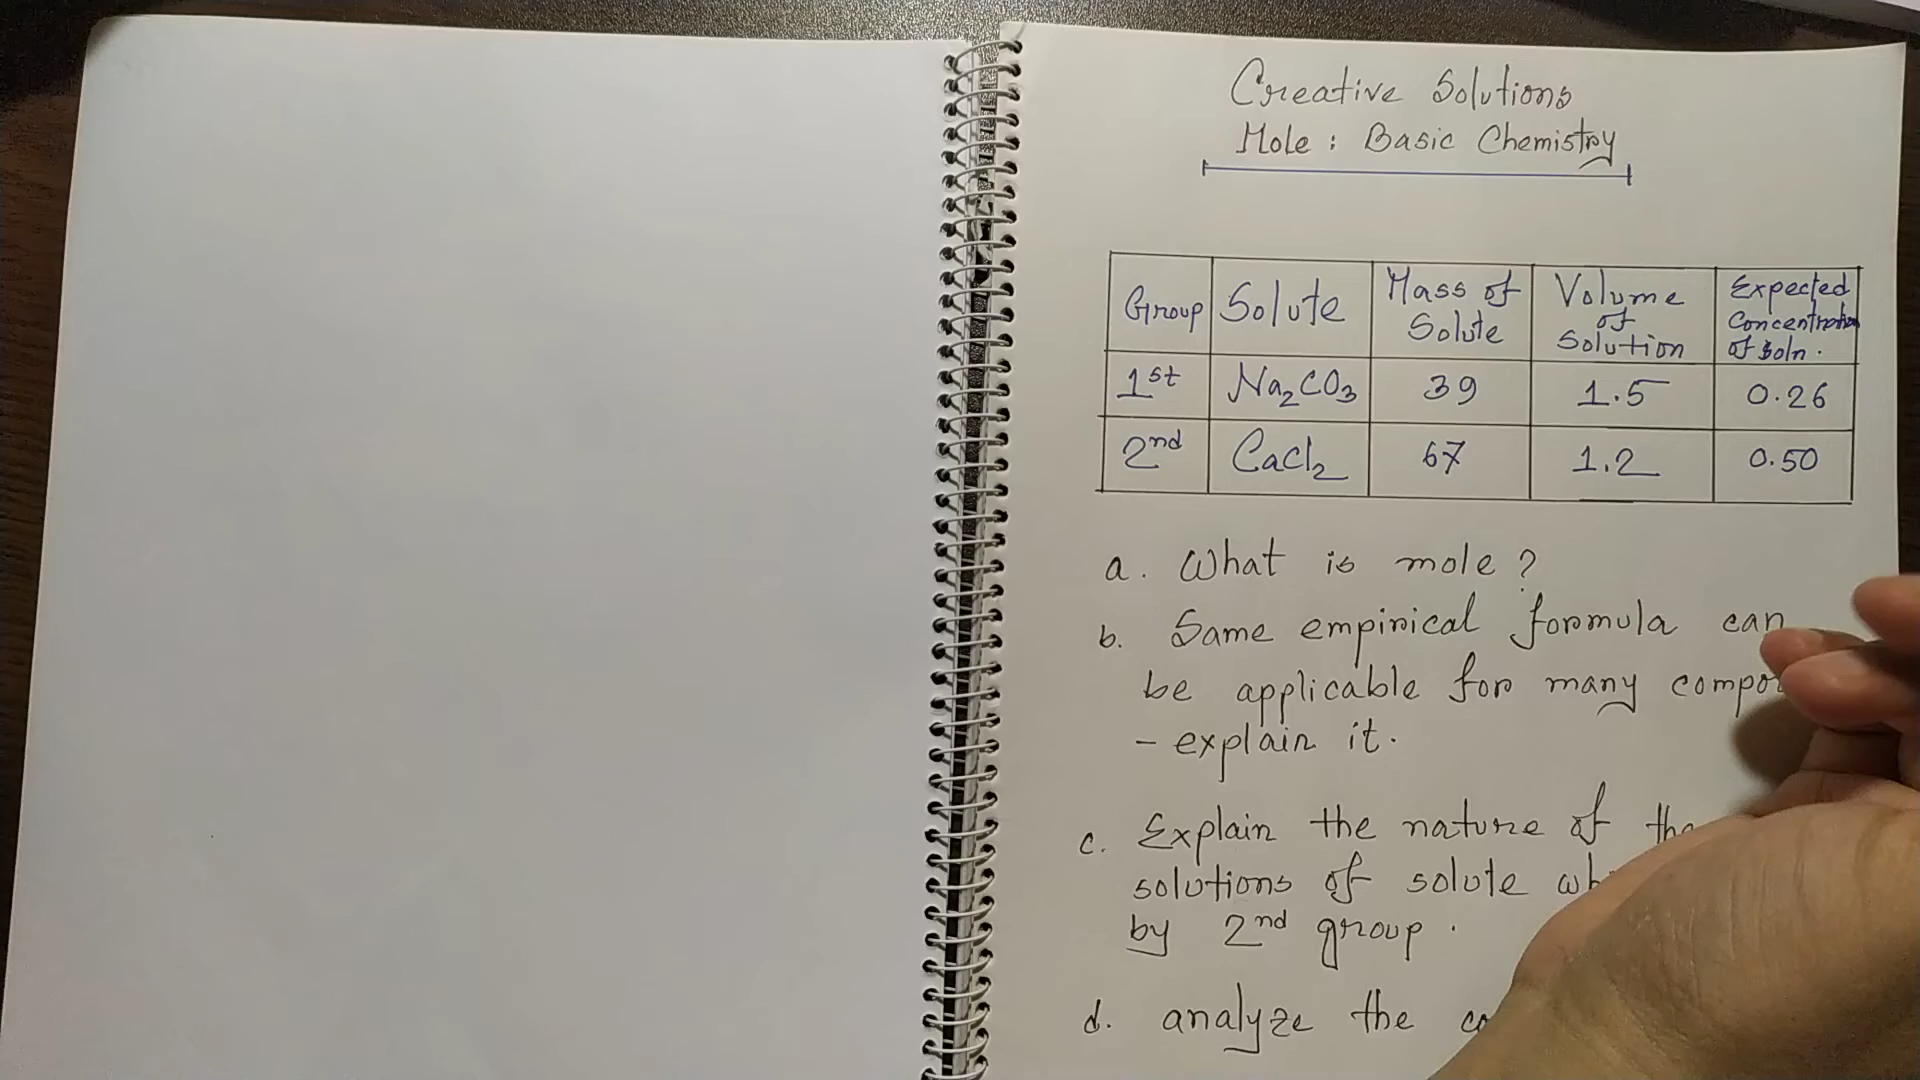 Creative Solutions
Mole : Basic Chemistry
Group Solute Mass of Solute Volume of Solution Expected Concentration of Soln.
1st Na2CO3 39 1.5 0.26
2nd CaCl2 67 1.2 0.50
a. What is mole ?
b. Same empirical formula can
be applicable for many
- explain it.
c. Explain the nature of
solutions of solute
by 2nd group.
d. analyze the